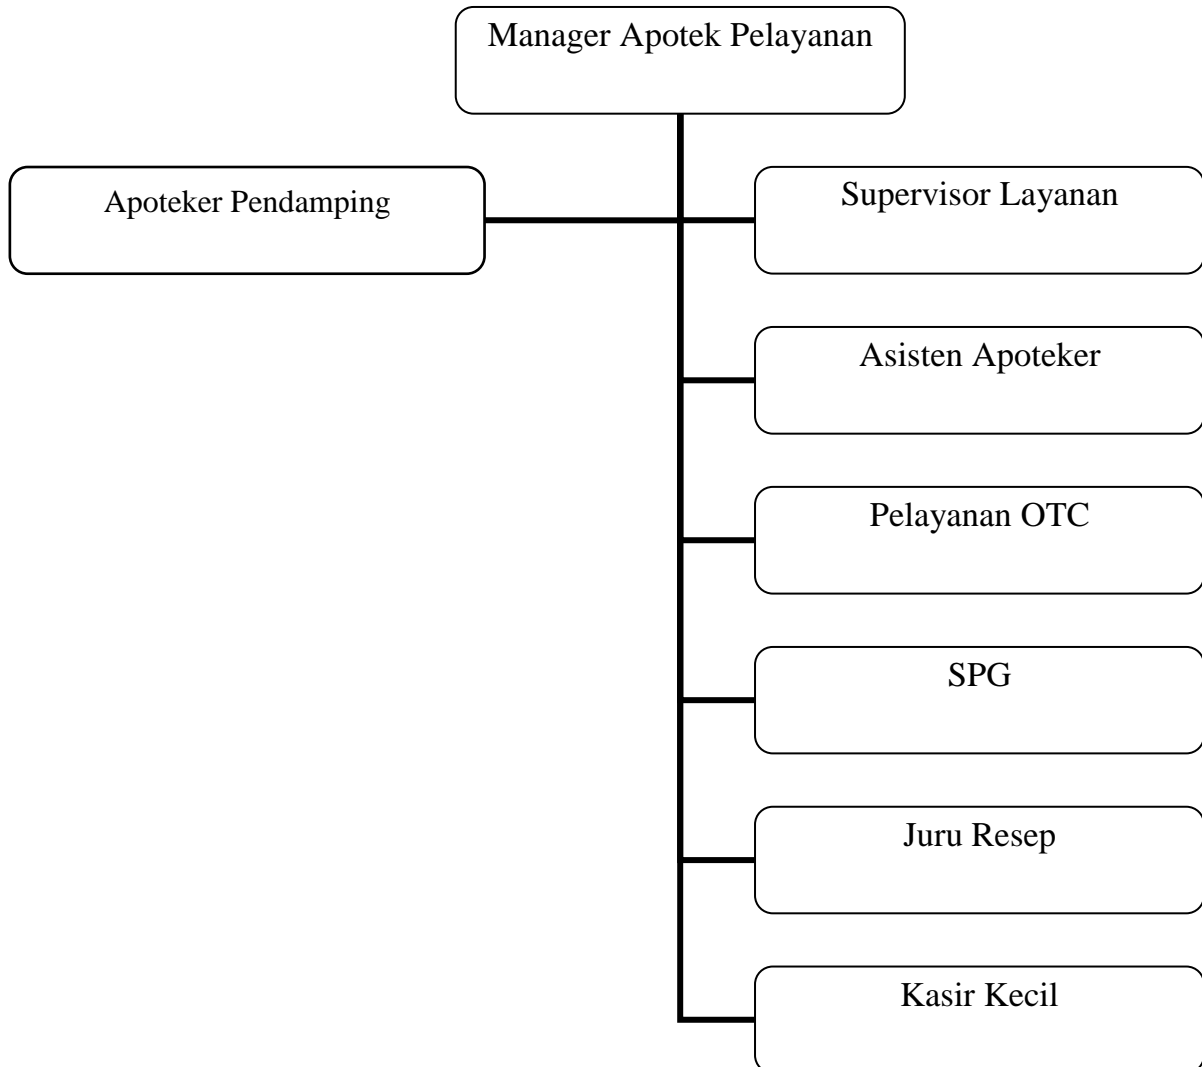 Manager Apotek Pelayanan
Apoteker Pendamping
Supervisor Layanan
Asisten Apoteker
Pelayanan OTC
SPG
Juru Resep
Kasir Kecil